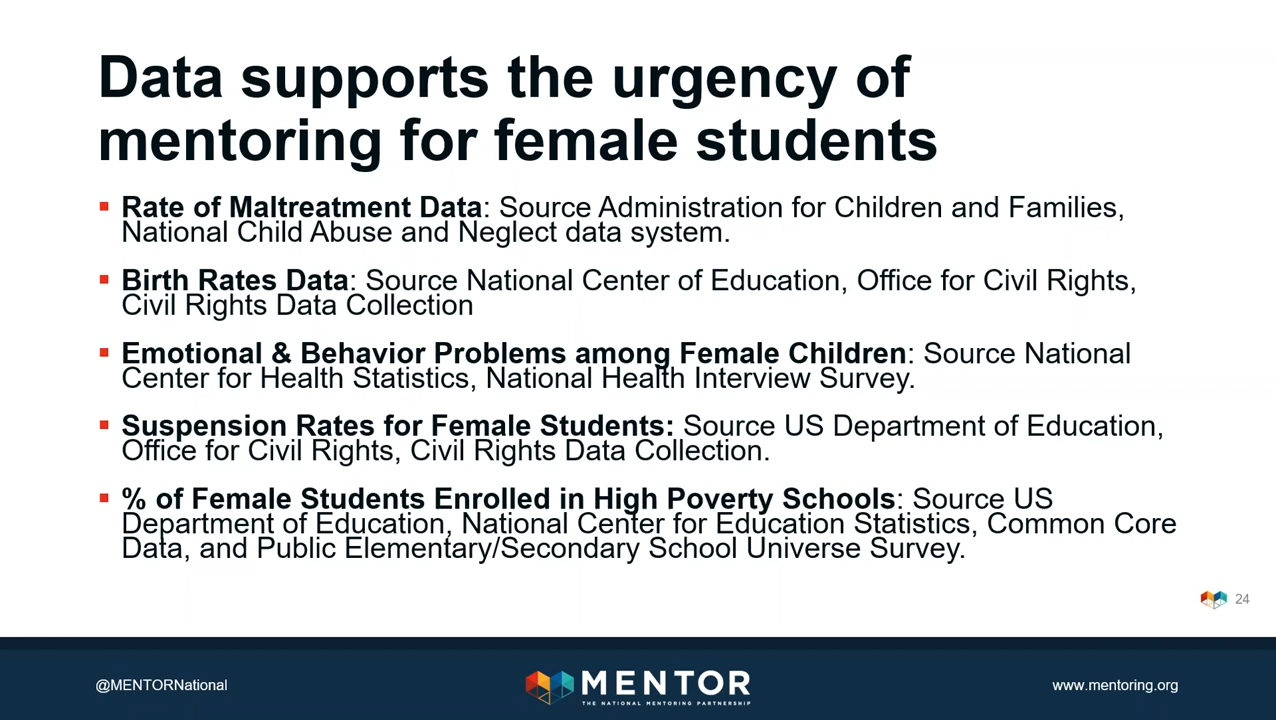 Data supports the urgency of
mentoring for female students
▪ Rate of Maltreatment Data: Source Administration for Children and Families,
National Child Abuse and Neglect data system.
▪ Birth Rates Data: Source National Center of Education, Office for Civil Rights,
Civil Rights Data Collection
▪ Emotional & Behavior Problems among Female Children: Source National
Center for Health Statistics, National Health Interview Survey.
▪ Suspension Rates for Female Students: Source US Department of Education,
Office for Civil Rights, Civil Rights Data Collection.
▪ % of Female Students Enrolled in High Poverty Schools: Source US
Department of Education, National Center for Education Statistics, Common Core
Data, and Public Elementary/Secondary School Universe Survey.
24
@MENTORNational
MENTOR
THE NATIONAL MENTORING PARTNERSHIP
www.mentoring.org